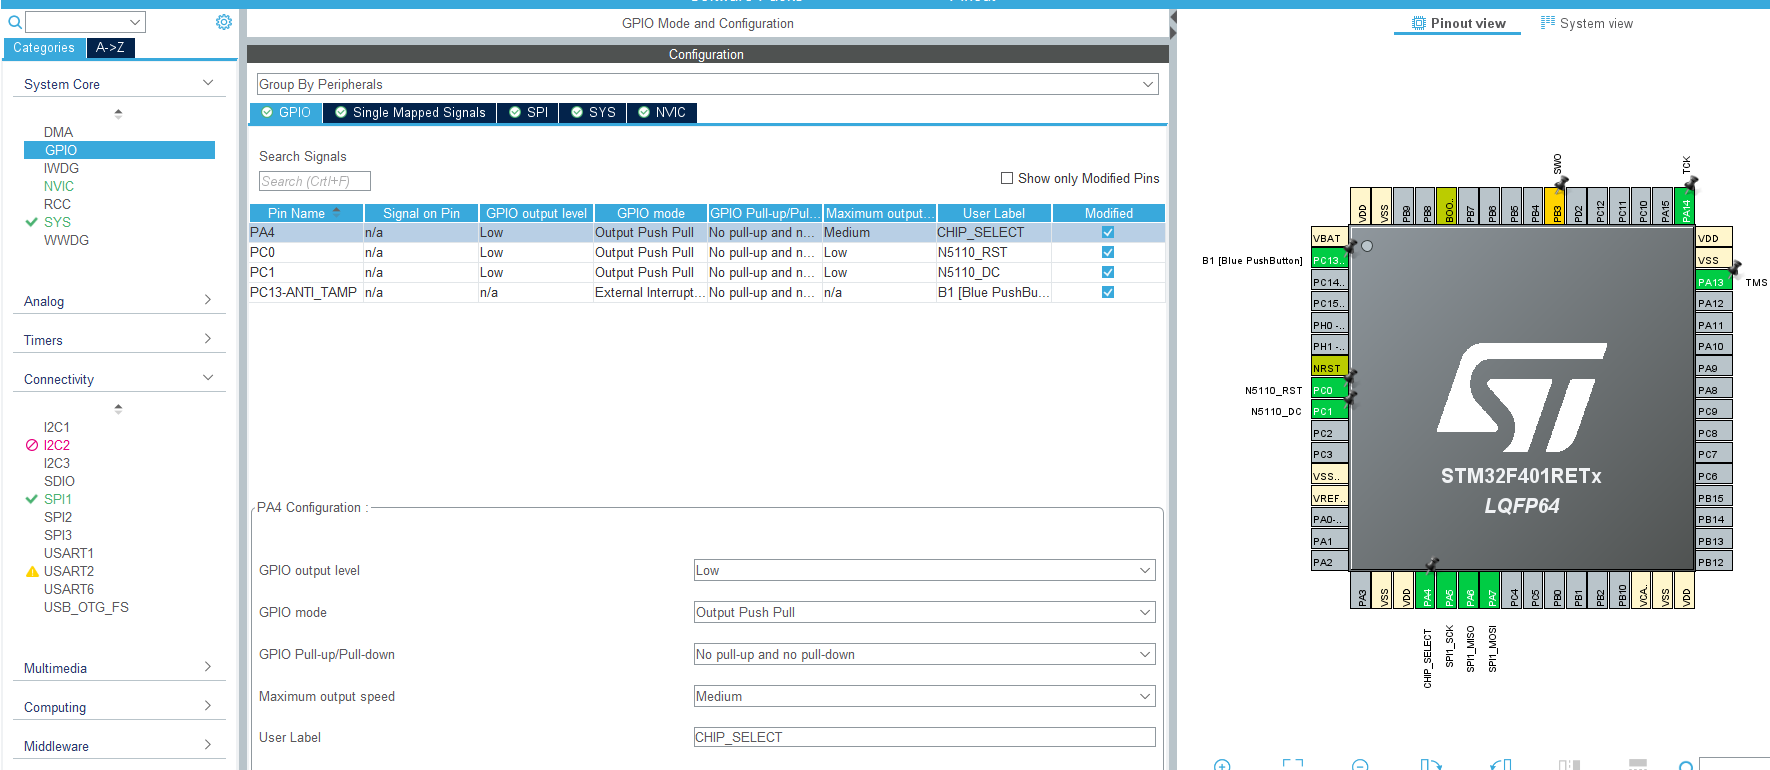 GPIO Mode and Configuration
Pinout view
System view
Categories
A->Z
Configuration
System Core
Group By Peripherals
GPIO
Single Mapped Signals
SPI
SYS
NVIC
DMA
GPIO
IWDG
NVIC
RCC
SYS
WWDG
Search Signals
Search (Crtl+F)
Show only Modified Pins
Pin Name Signal on Pin GPIO output level GPIO mode GPIO Pull-up/Pul... Maximum output... User Label Modified
PA4 n/a Low Output Push Pull No pull-up and n... Medium CHIP_SELECT
PC0 n/a Low Output Push Pull No pull-up and n... Low N5110_RST
PC1 n/a Low Output Push Pull No pull-up and n... Low N5110_DC
PC13-ANTI_TAMP n/a n/a External Interrupt... No pull-up and n... n/a B1 [Blue PushBu...
Analog
Timers
Connectivity
I2C1
I2C2
I2C3
SDIO
SPI1
SPI2
SPI3
USART1
USART2
USART6
USB_OTG_FS
Multimedia
Computing
Middleware
PA4 Configuration :
GPIO output level Low
GPIO mode Output Push Pull
GPIO Pull-up/Pull-down No pull-up and no pull-down
Maximum output speed Medium
User Label CHIP_SELECT
SWO
TCK
VDD
VSS
PB9
PB8
BOO..
PB7
PB6
PB5
PB4
PB3
PD2
PC12
PC11
PC10
PA15
PA14
VBAT
B1 [Blue PushButton] PC13..
PC14..
PC15..
PH0 -..
PH1 -..
NRST
N5110_RST PC0
N5110_DC PC1
PC2
PC3
VSS..
VREF..
PA0-..
PA1
PA2
STM32F401RETx
LQFP64
VDD
VSS
PA13 TMS
PA12
PA11
PA10
PA9
PA8
PC9
PC8
PC7
PC6
PB15
PB14
PB13
PB12
PA3
VSS
VDD
PA4
PA5
PA6
PA7
PC4
PC5
PB0
PB1
PB2
PB10
VCA..
VSS
VDD
CHIP_SELECT
SPI1_SCK
SPI1_MISO
SPI1_MOSI